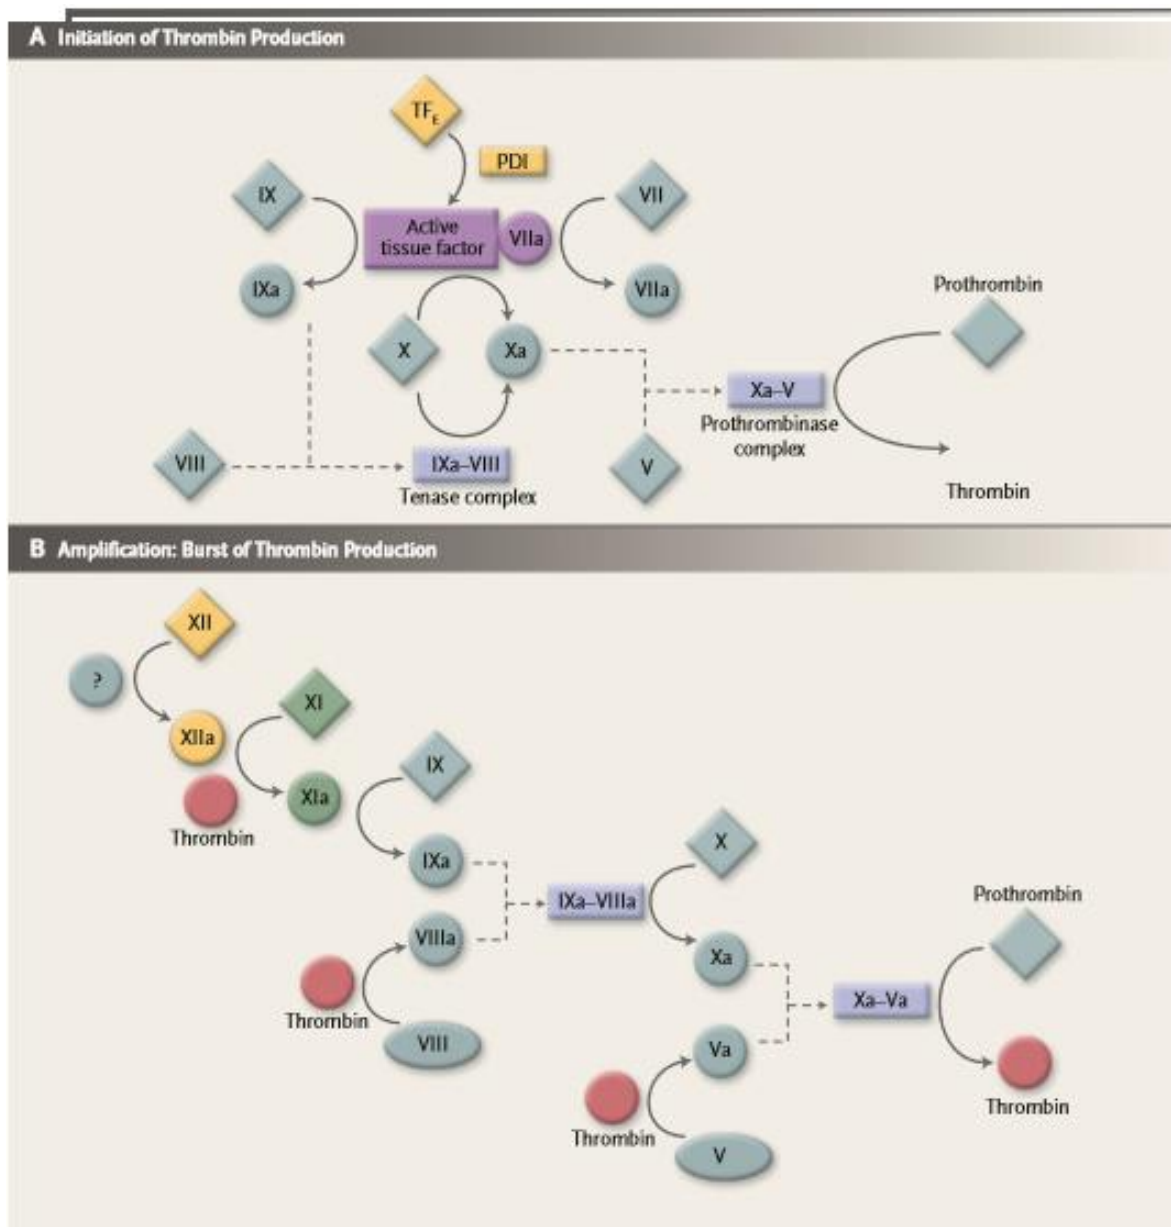 A Initiation of Thrombin Production
TF_E
PDI
IX
VII
Active
tissue factor
VIIa
IXa
VIIa
Prothrombin
X
Xa
Xa–V
Prothrombinase
complex
VIII
IXa–VIII
Tenase complex
V
Thrombin
B Amplification: Burst of Thrombin Production
XII
?
XI
XIIa
IX
XIa
Thrombin
X
IXa
Prothrombin
IXa–VIIIa
VIIIa
Xa
Thrombin
Xa–Va
VIII
Va
Thrombin
Thrombin
V